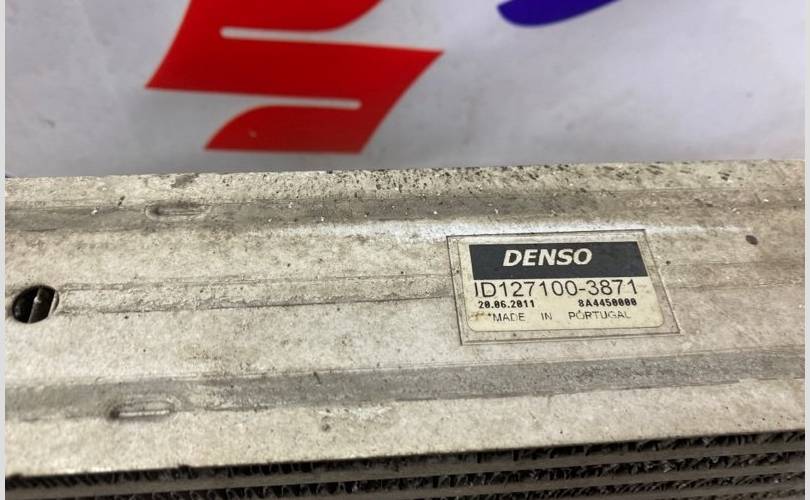 DENSO
ID127100-3871
20.06.2011 8A4450000
MADE IN PORTUGAL